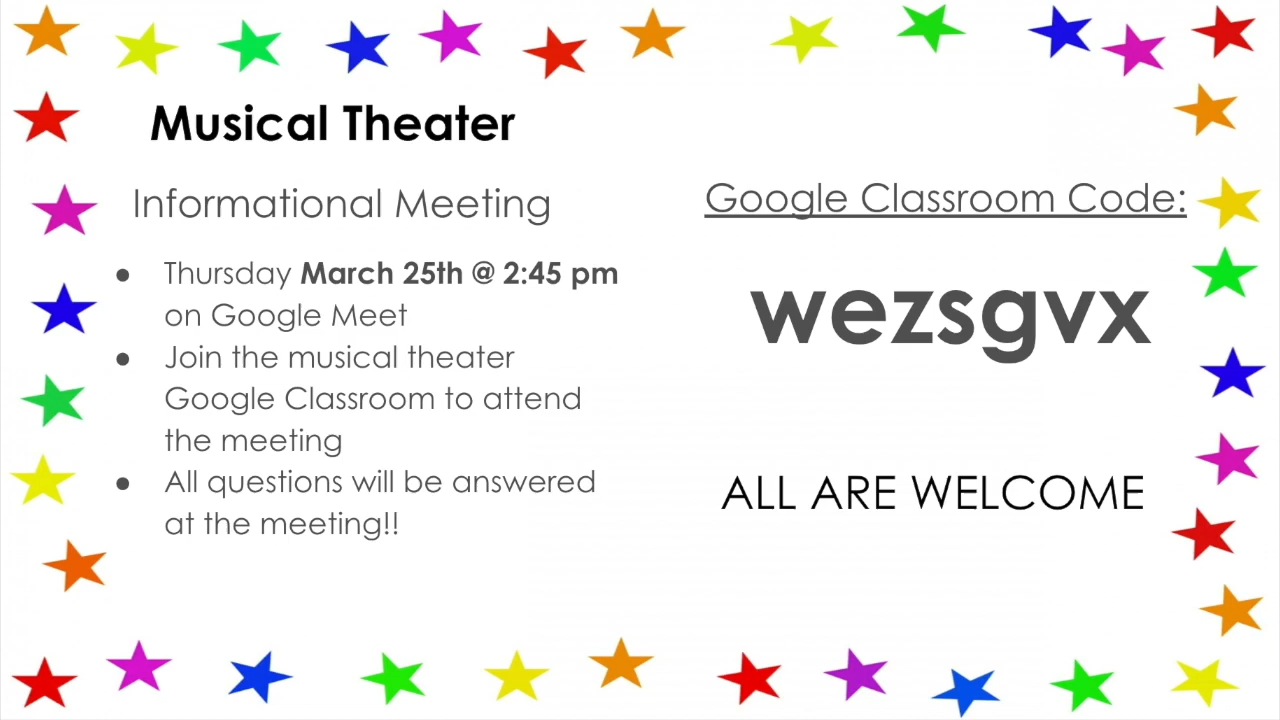 Musical Theater
Informational Meeting
● Thursday March 25th @ 2:45 pm
on Google Meet
● Join the musical theater
Google Classroom to attend
the meeting
● All questions will be answered
at the meeting!!
Google Classroom Code:
wezsgvx
ALL ARE WELCOME